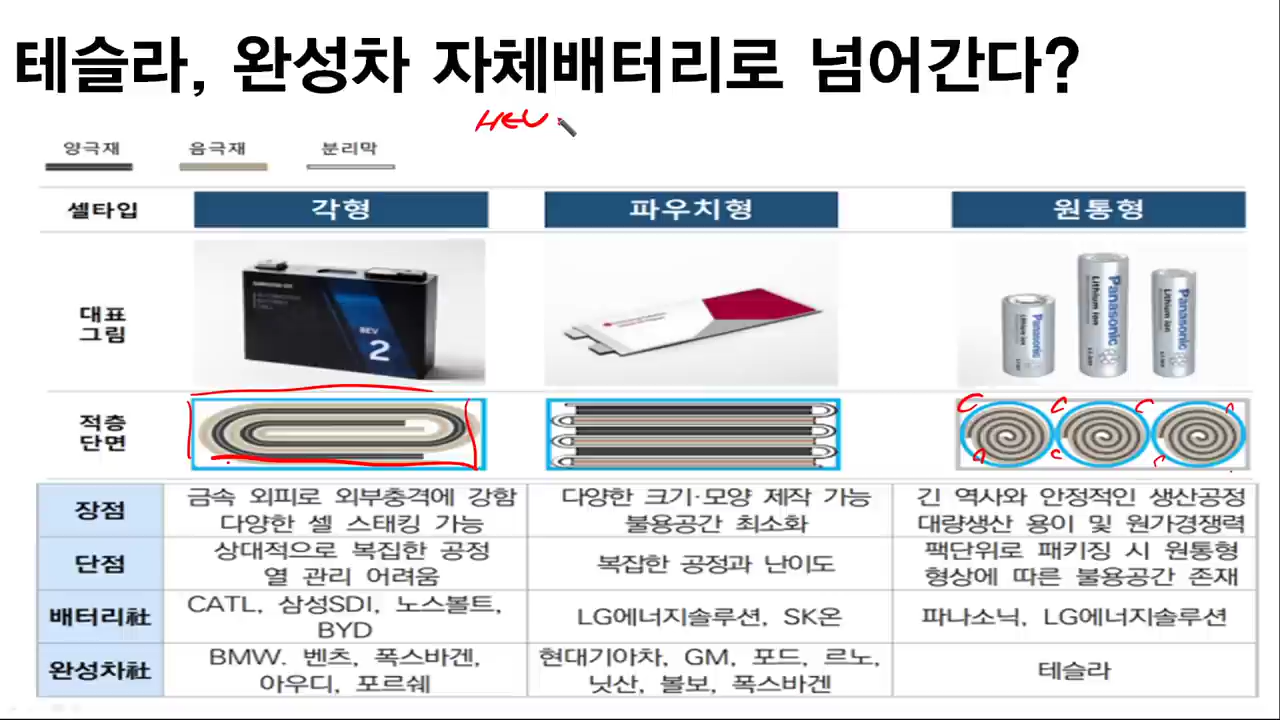 테슬라, 완성차 자체배터리로 넘어간다?
HEV
양극재 음극재 분리막
셀타입 각형 파우치형 원통형
대표
그림
BEV
2
Panasonic
Lithium ion
Panasonic
Lithium ion
Panasonic
Lithium ion
적층
단면
장점
금속 외피로 외부충격에 강함
다양한 셀 스태킹 가능
다양한 크기·모양 제작 가능
불용공간 최소화
긴 역사와 안정적인 생산공정
대량생산 용이 및 원가경쟁력
단점
상대적으로 복집한 공정
열 관리 어려움
복잡한 공정과 난이도
팩단위로 패키징 시 원통형
형상에 따른 불용공간 존재
배터리社
CATL, 삼성SDI, 노스볼트,
BYD
LG에너지솔루션, SK온
파나소닉, LG에너지솔루션
완성차社
BMW. 벤츠, 폭스바겐,
아우디, 포르쉐
현대기아차, GM, 포드, 르노,
닛산, 볼보, 폭스바겐
테슬라